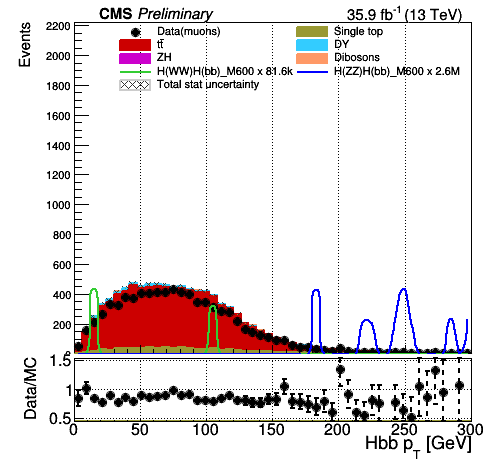 CMS Preliminary 35.9 fb⁻¹ (13 TeV)
Data(muons) Single top
tt̄ DY
ZH Dibosons
H(WW)H(bb)_M600 x 81.6k H(ZZ)H(bb)_M600 x 2.6M
Total stat uncertainty
Events
2200
2000
1800
1600
1400
1200
1000
800
600
400
200
0
Data/MC
1.5
1
0.5
0 50 100 150 200 250 300
Hbb p_T [GeV]